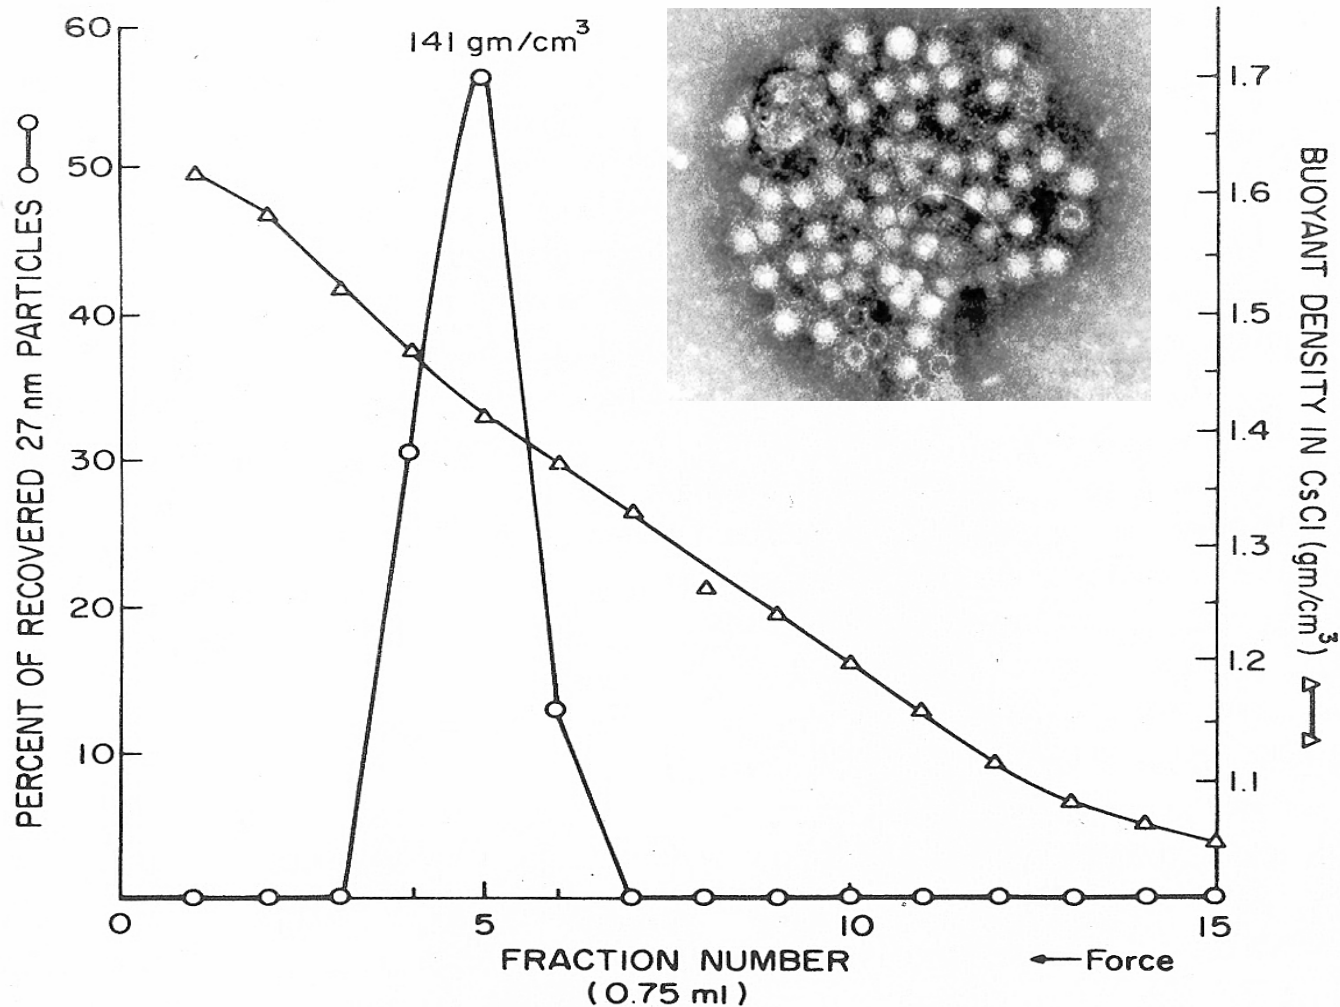 141 gm/cm³
PERCENT OF RECOVERED 27 nm PARTICLES
60
50
40
30
20
10
1.7
1.6
1.5
1.4
1.3
1.2
1.1
BUOYANT DENSITY IN CsCl (gm/cm³)
0
5
10
15
FRACTION NUMBER
(0.75 ml)
Force